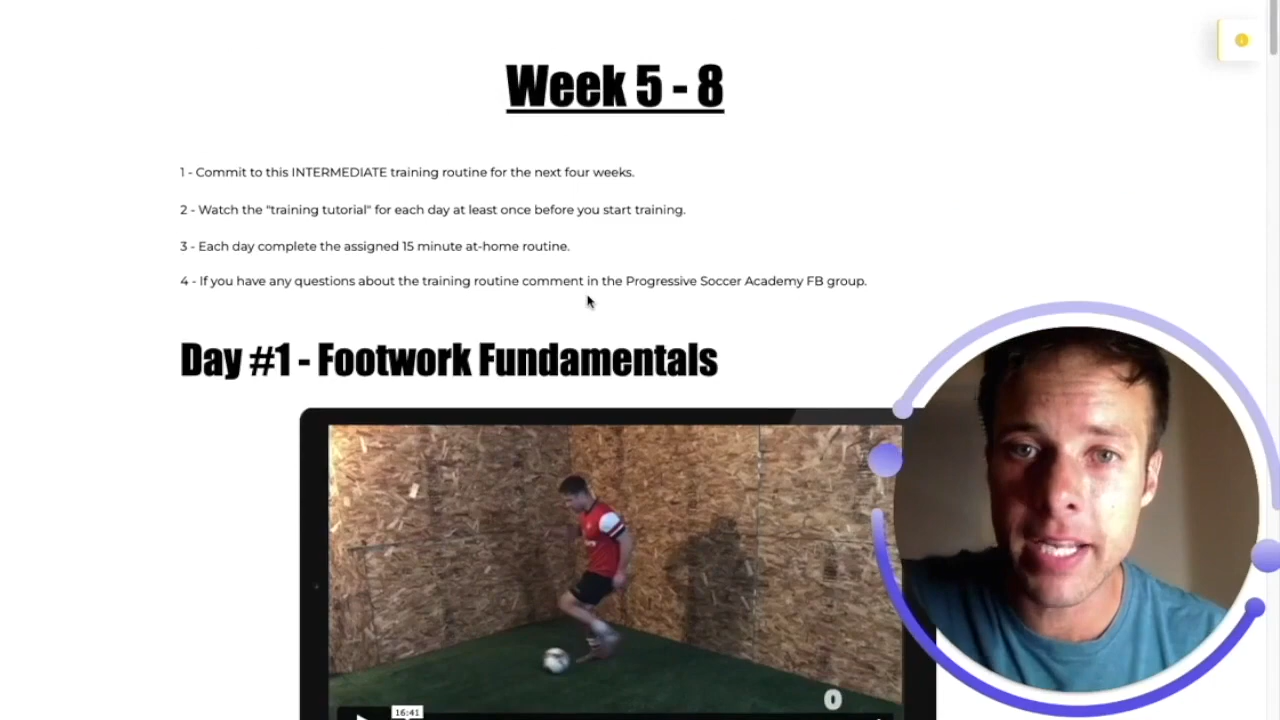 Week 5 - 8
1 - Commit to this INTERMEDIATE training routine for the next four weeks.
2 - Watch the "training tutorial" for each day at least once before you start training.
3 - Each day complete the assigned 15 minute at-home routine.
4 - If you have any questions about the training routine comment in the Progressive Soccer Academy FB group.
Day #1 - Footwork Fundamentals
0
16:41